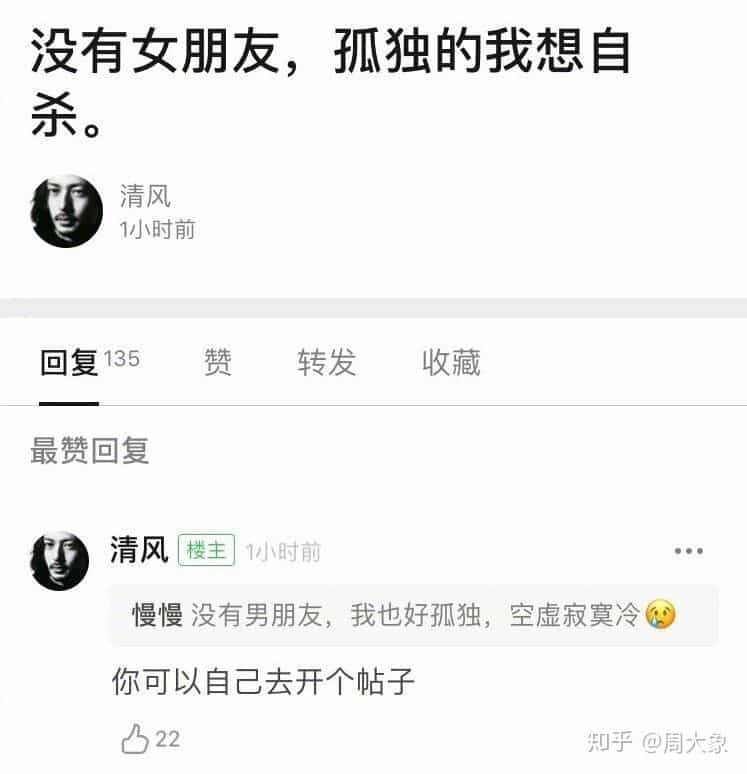 没有女朋友，孤独的我想自
杀。
清风
1小时前
回复 135 赞 转发 收藏
最赞回复
清风 楼主 1小时前
慢慢 没有男朋友，我也好孤独，空虚寂寞冷😢
你可以自己去开个帖子
22
知乎 @周大象